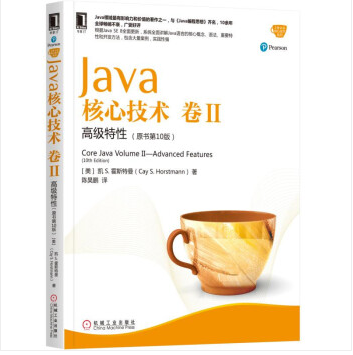 Java领域最有影响力和价值的著作之一，与《Java编程思想》齐名，10余年
全球畅销不衰，广受好评
根据Java SE 8全面更新，系统全面讲解Java语言的核心概念、语法、重要特
性和开发方法，包含大量案例，实践性强
Pearson
Java
核心技术 卷II
高级特性（原书第10版）
Core Java Volume II—Advanced Features
(10th Edition)
［美］凯 S. 霍斯特曼（Cay S. Horstmann） 著
陈昊鹏 译
机械工业出版社
China Machine Press
Java核心技术 卷II
高级特性（原书第10版）
［美］ 凯 S. 霍斯特曼 著
(Cay S. Horstmann)
机械工业出版社